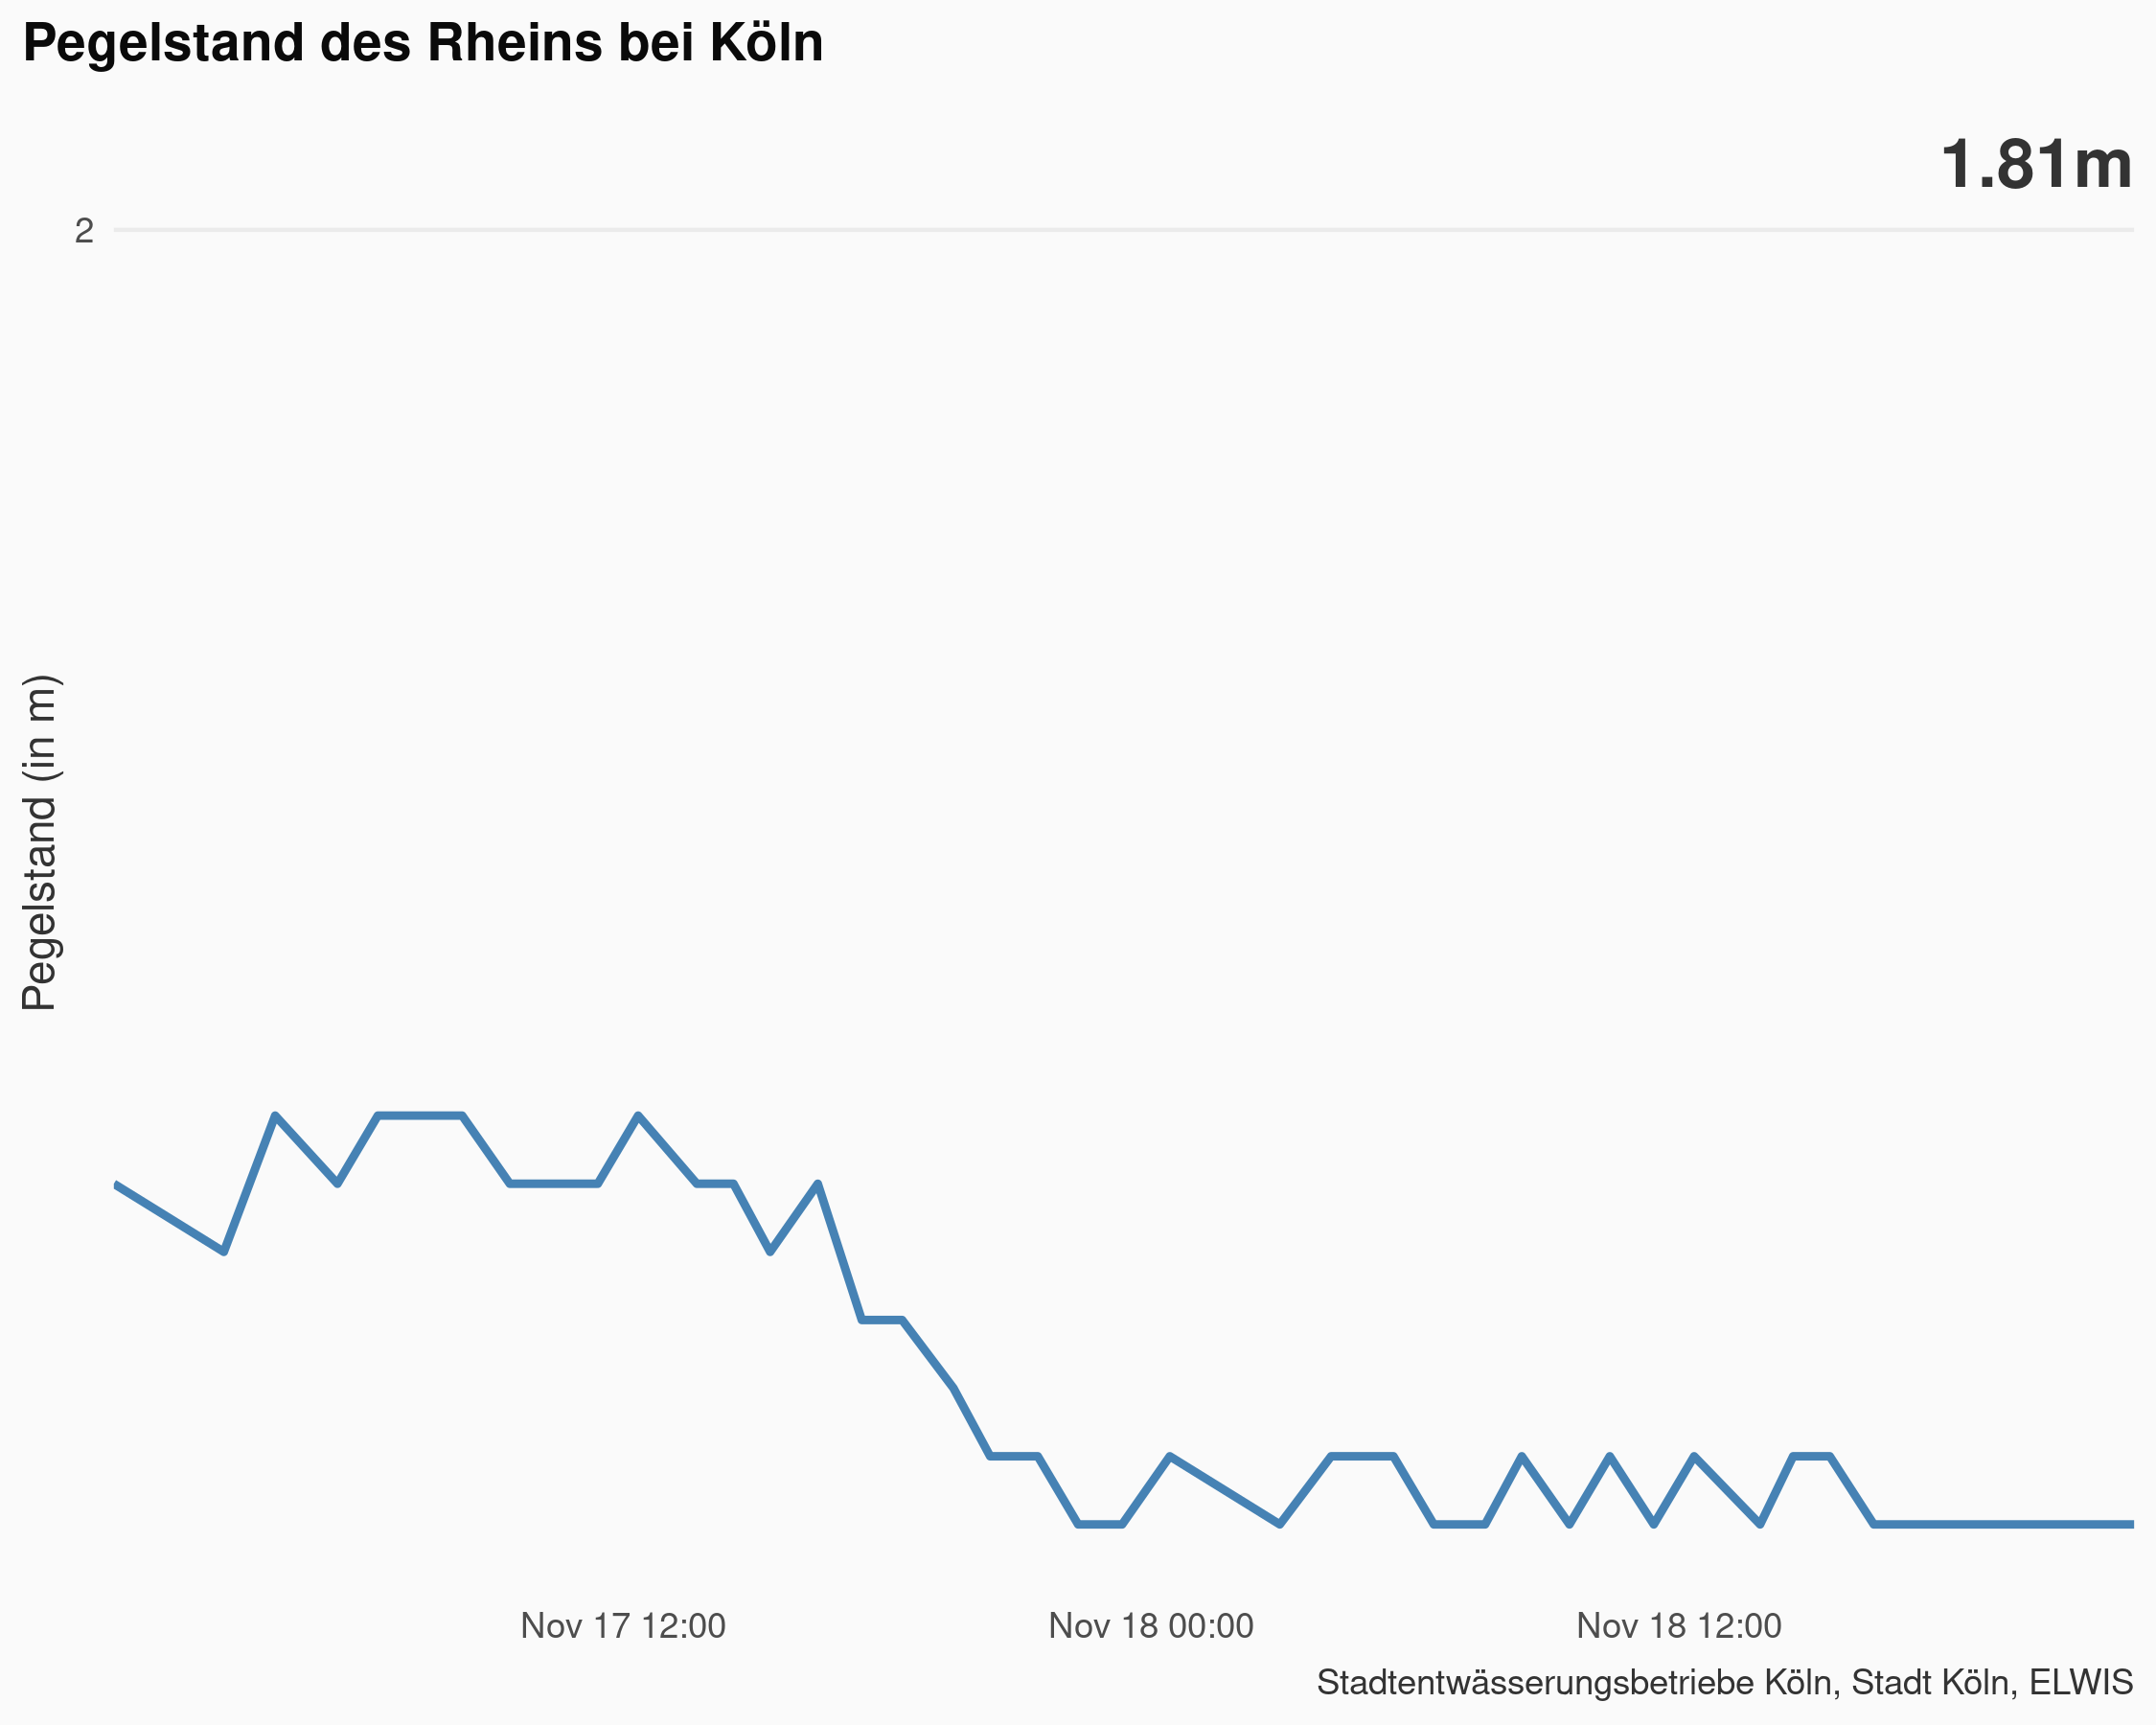 Pegelstand des Rheins bei Köln
1.81m
2
Pegelstand (in m)
Nov 17 12:00
Nov 18 00:00
Nov 18 12:00
Stadtentwässerungsbetriebe Köln, Stadt Köln, ELWIS